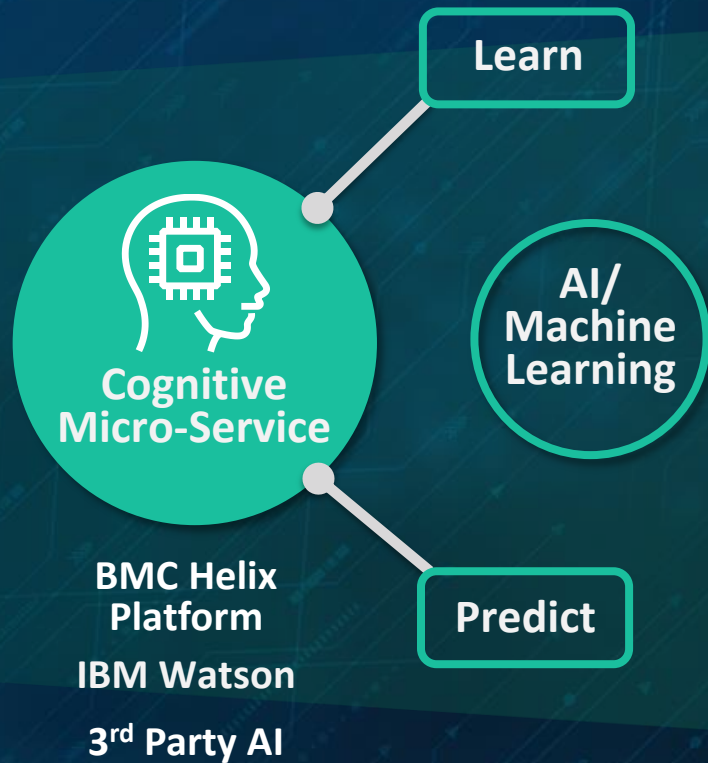 Learn
Cognitive
Micro-Service
AI/
Machine
Learning
BMC Helix
Platform
IBM Watson
3rd Party AI
Predict